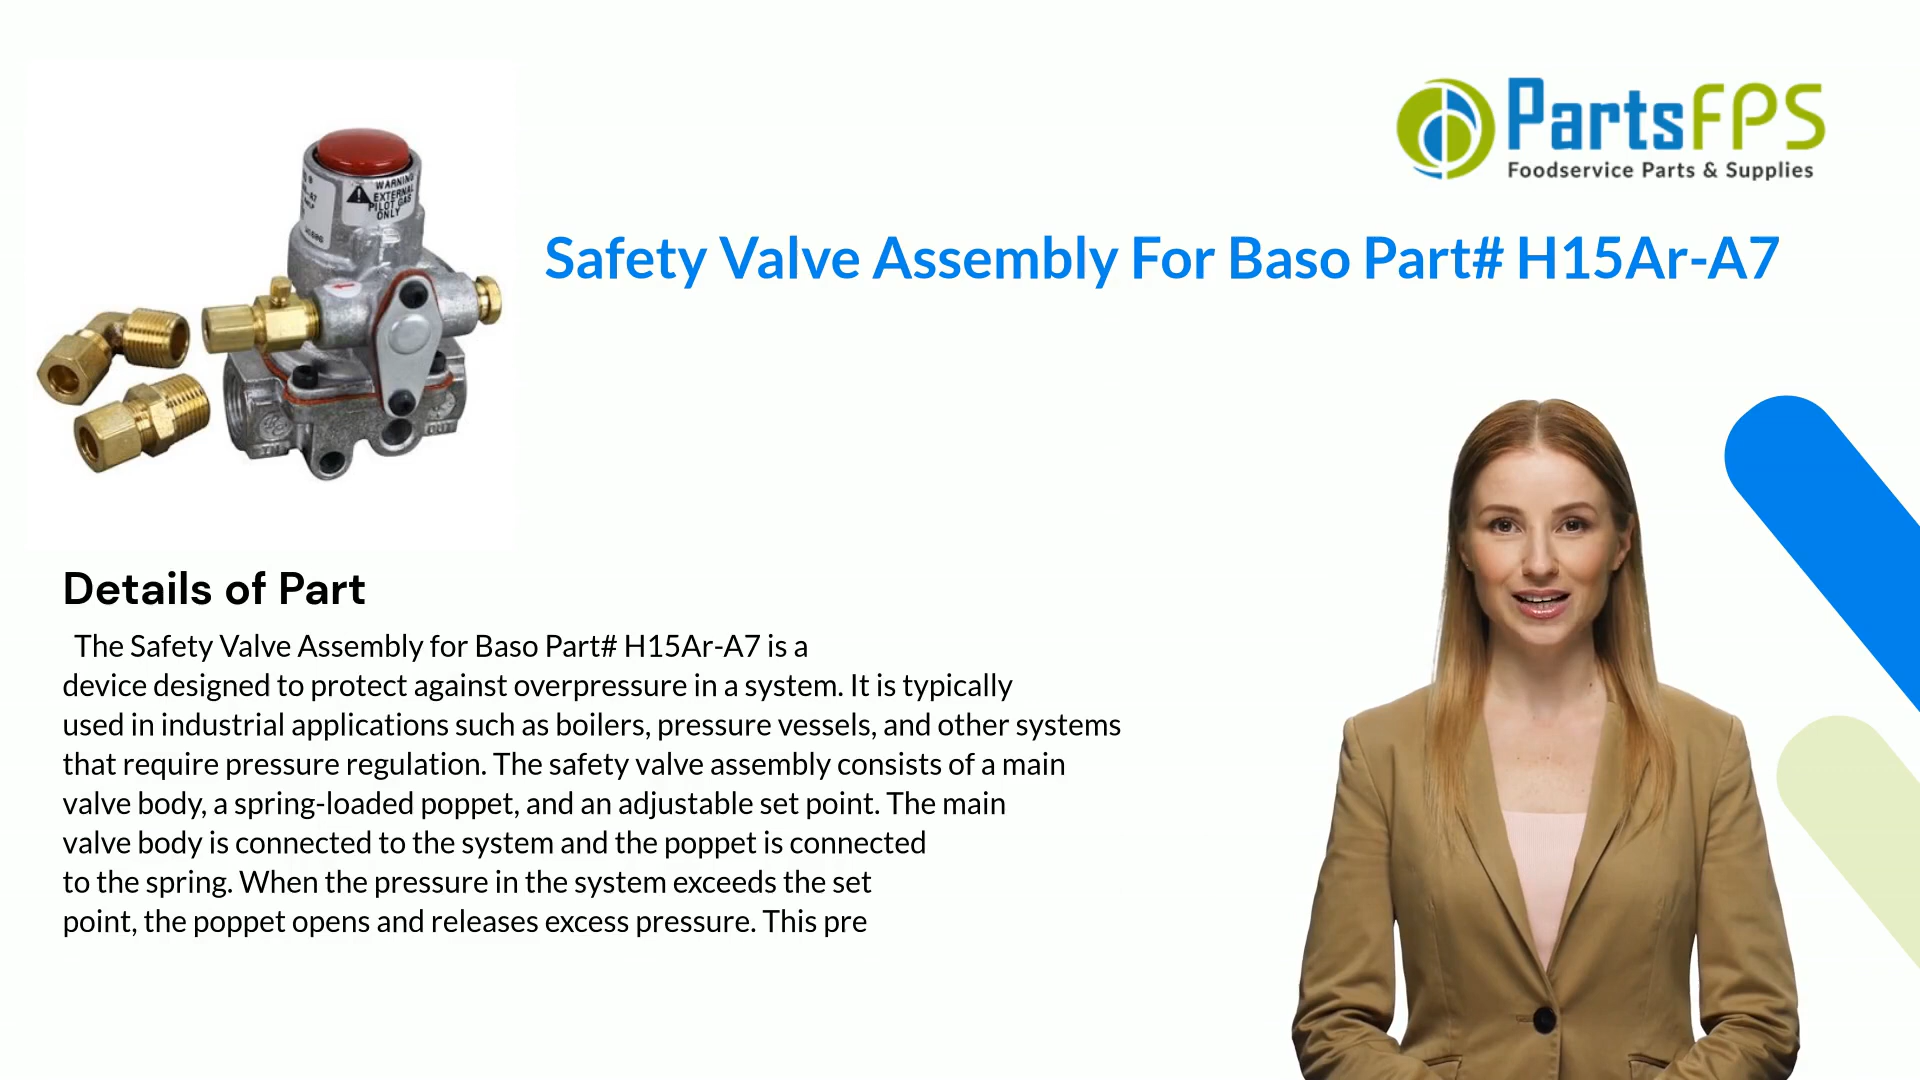 PartsFPS
Foodservice Parts & Supplies
Safety Valve Assembly For Baso Part# H15Ar-A7
WARNING
EXTERNAL
PILOT GAS
ONLY
Details of Part
The Safety Valve Assembly for Baso Part# H15Ar-A7 is a
device designed to protect against overpressure in a system. It is typically
used in industrial applications such as boilers, pressure vessels, and other systems
that require pressure regulation. The safety valve assembly consists of a main
valve body, a spring-loaded poppet, and an adjustable set point. The main
valve body is connected to the system and the poppet is connected
to the spring. When the pressure in the system exceeds the set
point, the poppet opens and releases excess pressure. This pre